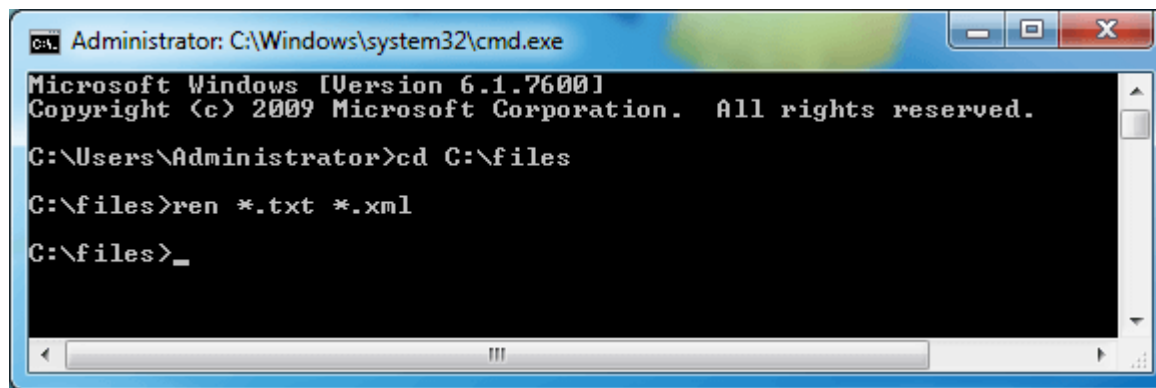 Administrator: C:\Windows\system32\cmd.exe
Microsoft Windows [Version 6.1.7600]
Copyright (c) 2009 Microsoft Corporation.  All rights reserved.
C:\Users\Administrator>cd C:\files
C:\files>ren *.txt *.xml
C:\files>_